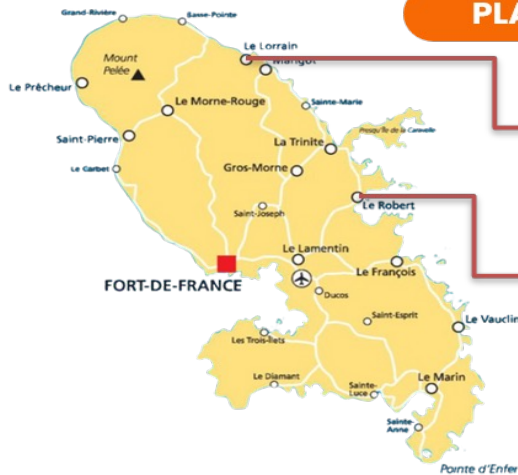 PLA
Grand-Rivière
Basse-Pointe
Le Lorrain
Marigot
Mount
Pelée
Le Prêcheur
Le Morne-Rouge
Sainte-Marie
Saint-Pierre
La Trinite
Presqu'île de la Caravelle
Le Carbet
Gros-Morne
Le Robert
Saint-Joseph
Le Lamentin
Le François
FORT-DE-FRANCE
Ducos
Saint-Esprit
Le Vauclin
Les Trois-Ilets
Le Diamant
Sainte-
Luce
Le Marin
Sainte-
Anne
Pointe d'Enfer